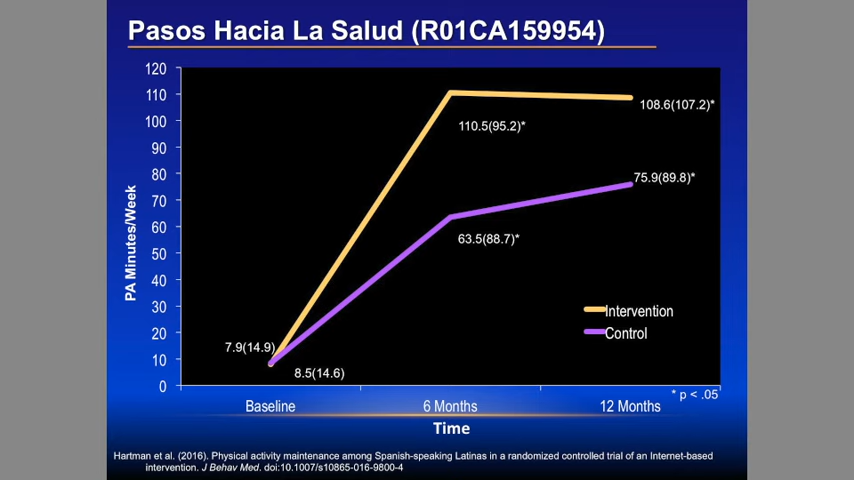 Pasos Hacia La Salud (R01CA159954)
120
110
100
90
80
70
60
50
40
30
20
10
0
PA Minutes/Week
108.6(107.2)*
110.5(95.2)*
75.9(89.8)*
63.5(88.7)*
7.9(14.9)
8.5(14.6)
Intervention
Control
* p < .05
Baseline 6 Months 12 Months
Time
Hartman et al. (2016). Physical activity maintenance among Spanish-speaking Latinas in a randomized controlled trial of an Internet-based
intervention. J Behav Med. doi:10.1007/s10865-016-9800-4